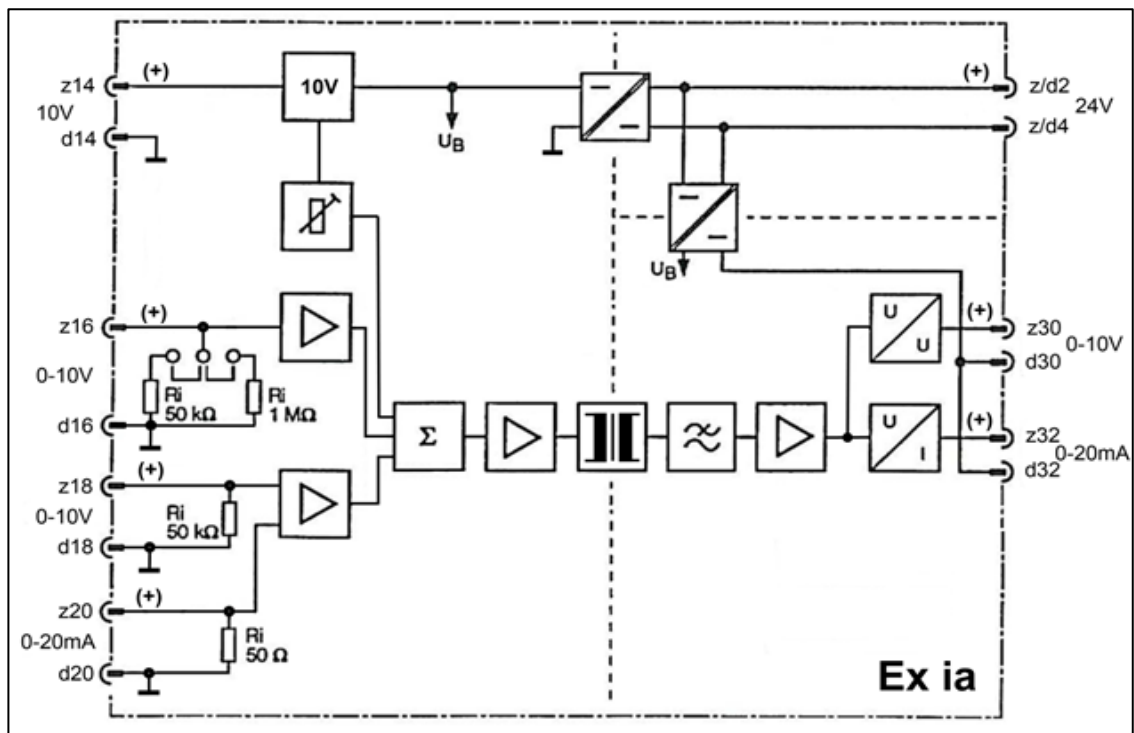 z14
(+)
10V
d14
10V
U_B
(+)
z/d2
24V
z/d4
U_B
z16
(+)
0-10V
Ri
50 kΩ
Ri
1 MΩ
d16
z18
(+)
0-10V
Ri
50 kΩ
d18
z20
(+)
0-20mA
Ri
50 Ω
d20
Σ
U
U
(+)
z30
0-10V
d30
U
I
(+)
z32
0-20mA
d32
Ex ia